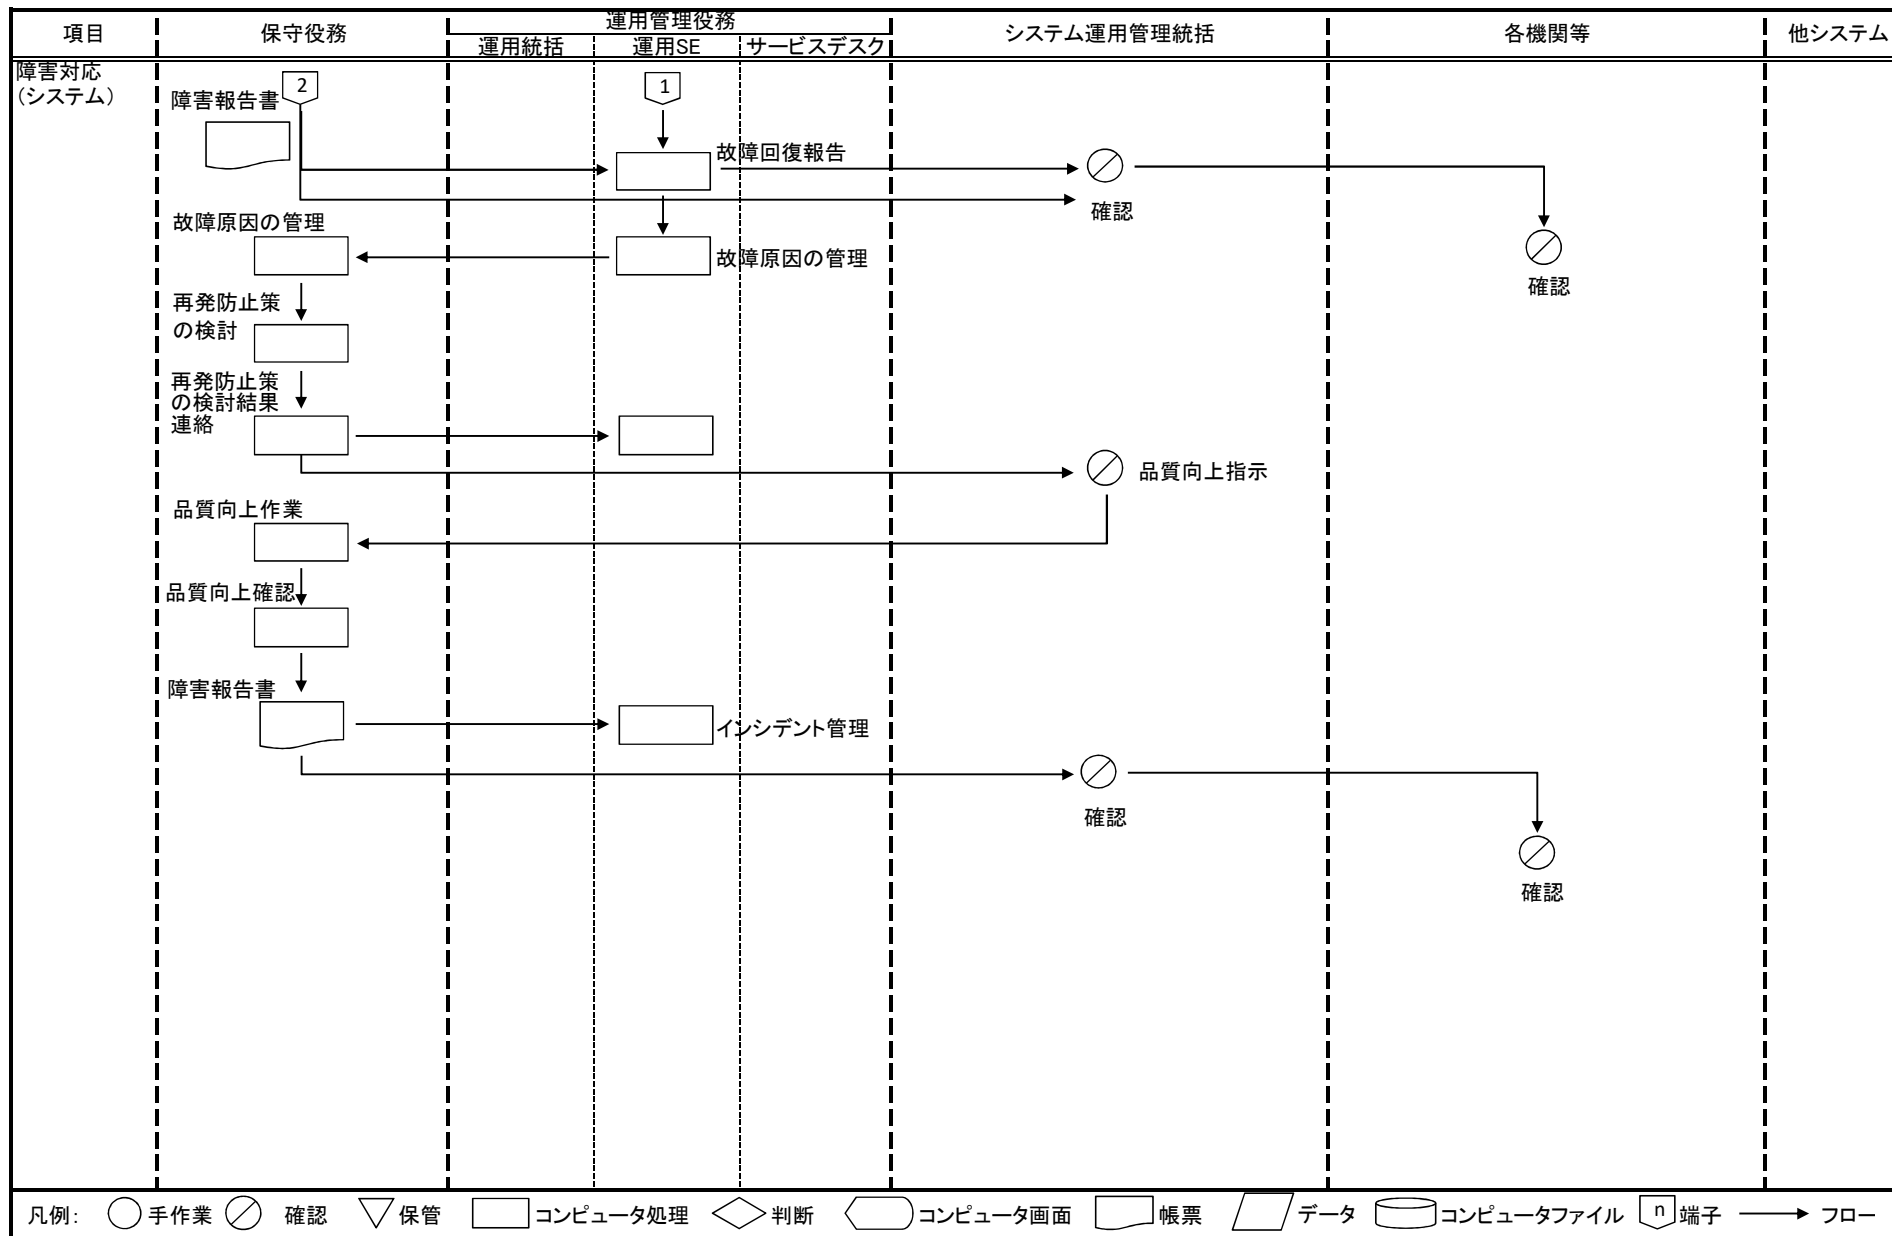 項目
保守役務
運用管理役務
運用統括
運用SE
サービスデスク
システム運用管理統括
各機関等
他システム
障害対応
（システム）
障害報告書
2
1
故障回復報告
確認
確認
故障原因の管理
故障原因の管理
再発防止策
の検討
再発防止策
の検討結果
連絡
品質向上指示
品質向上作業
品質向上確認
障害報告書
インシデント管理
確認
確認
凡例:
手作業
確認
保管
コンピュータ処理
判断
コンピュータ画面
帳票
データ
コンピュータファイル
n
端子
フロー